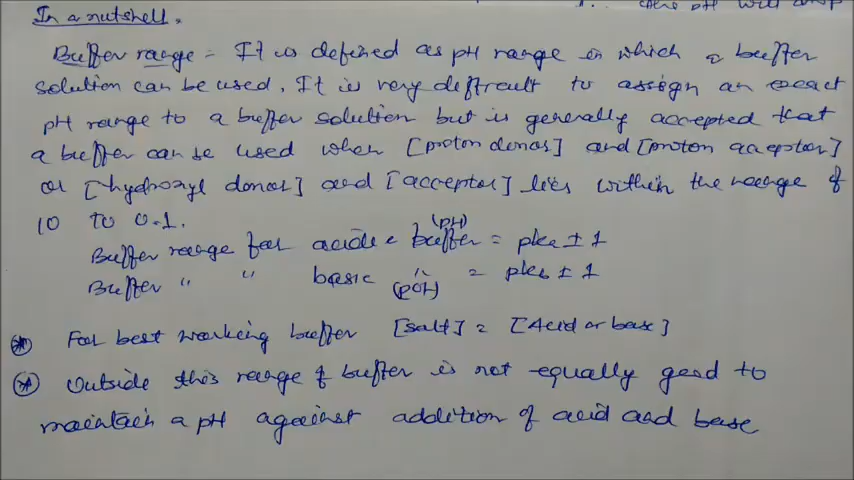 the pH will drop
In a nutshell.
Buffer range = It is defined as pH range in which a buffer
solution can be used. It is very difficult to assign an exact
pH range to a buffer solution but is generally accepted that
a buffer can be used when [proton donor] and [proton acceptor]
or [hydroxyl donor] and [acceptor] lies within the range of
10 to 0.1.
Buffer range for acidic buffer (pH) = pka ± 1
Buffer " " basic " (pOH) = pkb ± 1
For best working buffer [salt] = [Acid or base]
Outside this range of buffer is not equally good to
maintain a pH against addition of acid and base